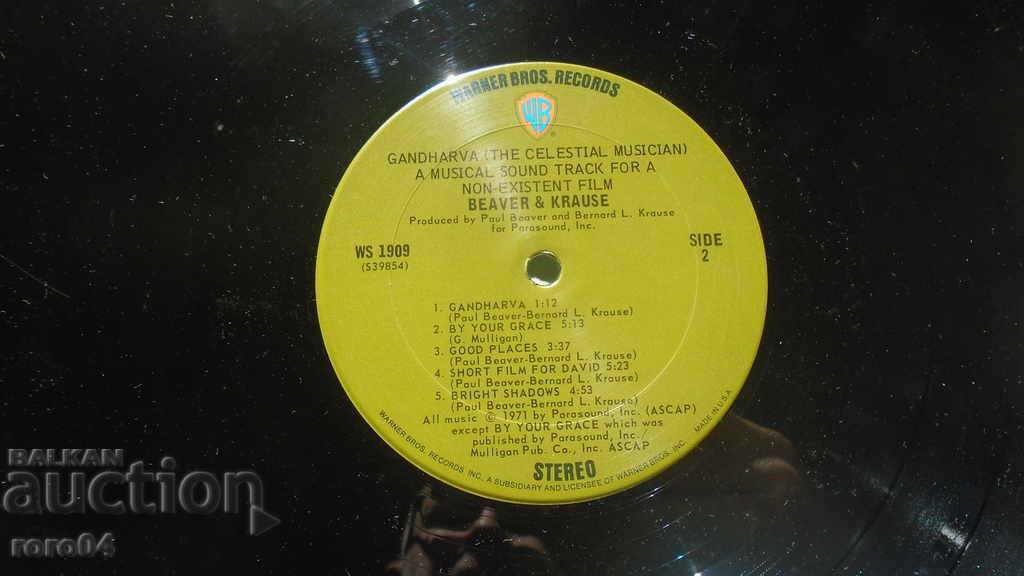 WARNER BROS. RECORDS
WB
®
GANDHARVA (THE CELESTIAL MUSICIAN)
A MUSICAL SOUND TRACK FOR A
NON-EXISTENT FILM
BEAVER & KRAUSE
Produced by Paul Beaver and Bernard L. Krause
for Parasound, Inc.
WS 1909
(S39854)
SIDE
2
1. GANDHARVA 1:12
(Paul Beaver-Bernard L. Krause)
2. BY YOUR GRACE 5:13
(G. Mulligan)
3. GOOD PLACES 3:37
(Paul Beaver-Bernard L. Krause)
4. SHORT FILM FOR DAVID 5:23
(Paul Beaver-Bernard L. Krause)
5. BRIGHT SHADOWS 4:53
(Paul Beaver-Bernard L. Krause)
All music © 1971 by Parasound, Inc. (ASCAP)
except BY YOUR GRACE which was
published by Parasound, Inc./
Mulligan Pub. Co., Inc. ASCAP
STEREO
WARNER BROS. RECORDS INC., A SUBSIDIARY AND LICENSEE OF WARNER BROS. INC. MADE IN U.S.A.
BALKAN
auction
roro04